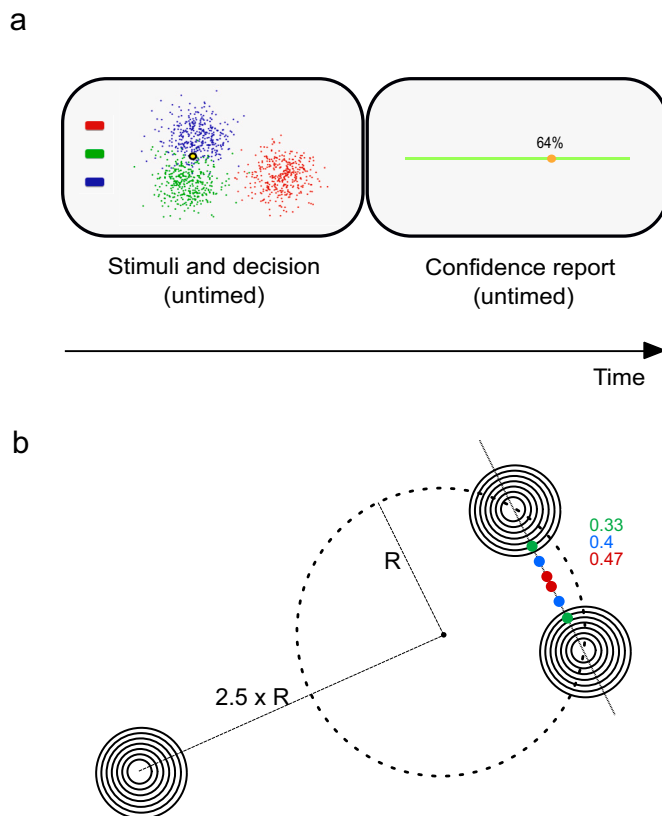 a
64%
Stimuli and decision
(untimed)
Confidence report
(untimed)
Time
b
0.33
0.4
0.47
R
2.5 x R